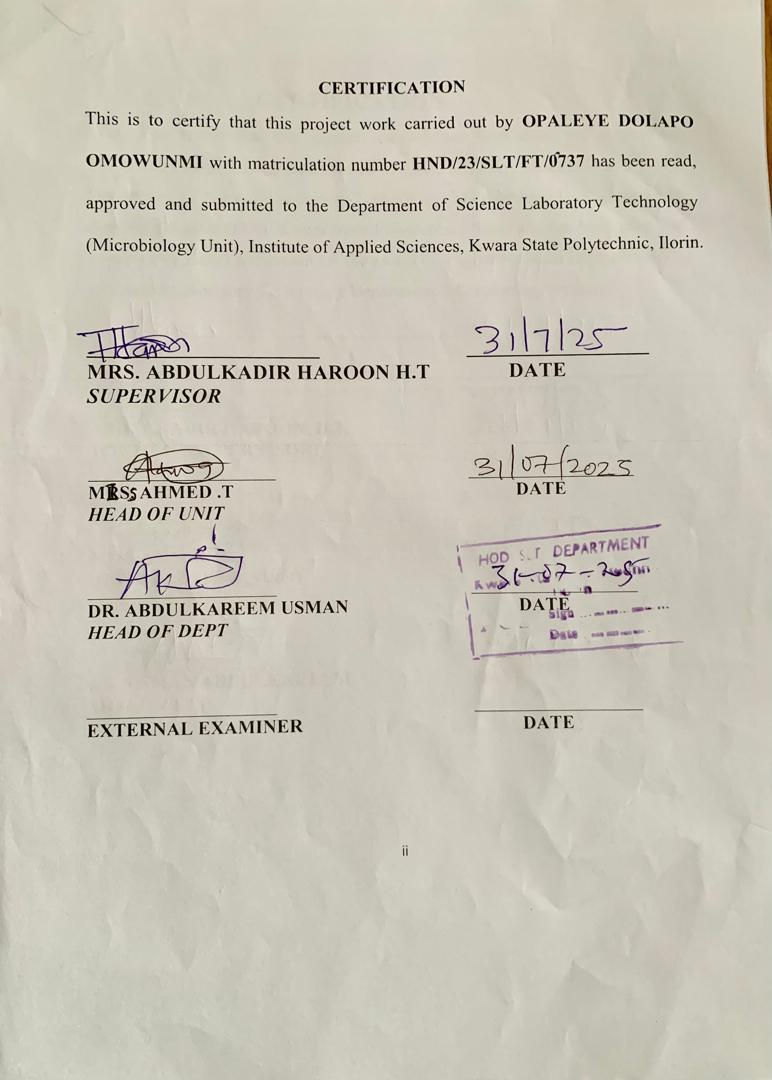 CERTIFICATION
This is to certify that this project work carried out by OPALEYE DOLAPO
OMOWUNMI with matriculation number HND/23/SLT/FT/0737 has been read,
approved and submitted to the Department of Science Laboratory Technology
(Microbiology Unit), Institute of Applied Sciences, Kwara State Polytechnic, Ilorin.
31/7/25
MRS. ABDULKADIR HAROON H.T DATE
SUPERVISOR
31/07/2025
AHMED .T DATE
HEAD OF UNIT
HOD DEPARTMENT
31-07-2025
DR. ABDULKAREEM USMAN DATE
Sign
HEAD OF DEPT
Date
EXTERNAL EXAMINER DATE
ii